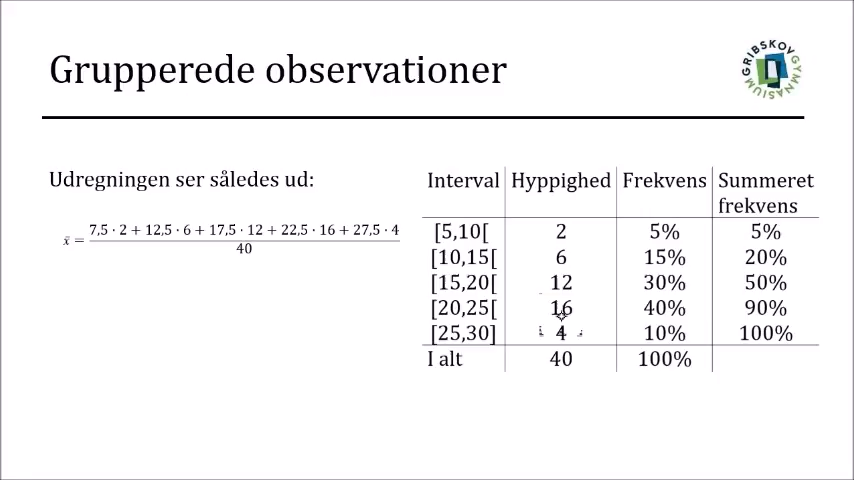 Grupperede observationer
GRIBSKOV GYMNASIUM
Udregningen ser således ud:
x̄ = (7,5 · 2 + 12,5 · 6 + 17,5 · 12 + 22,5 · 16 + 27,5 · 4) / 40
Interval Hyppighed Frekvens Summeret frekvens
[5,10[ 2 5% 5%
[10,15[ 6 15% 20%
[15,20[ 12 30% 50%
[20,25[ 16 40% 90%
[25,30] 4 10% 100%
I alt 40 100%